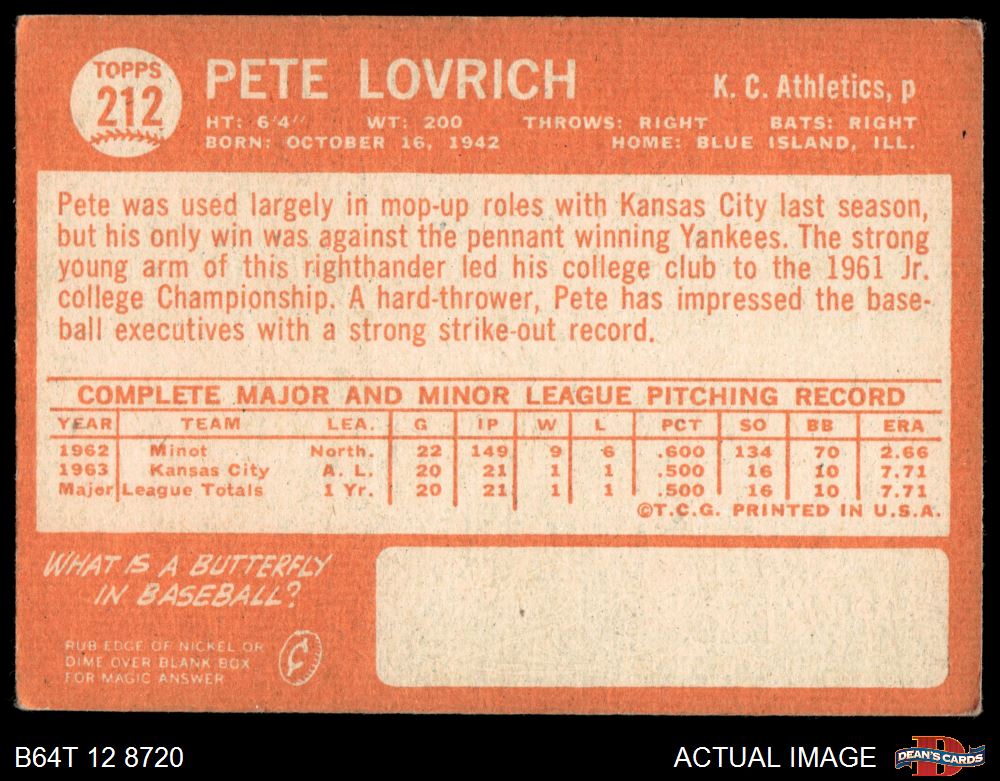 TOPPS
212
PETE LOVRICH
K. C. Athletics, p
HT: 6'4" WT: 200 THROWS: RIGHT BATS: RIGHT
BORN: OCTOBER 16, 1942 HOME: BLUE ISLAND, ILL.
Pete was used largely in mop-up roles with Kansas City last season,
but his only win was against the pennant winning Yankees. The strong
young arm of this righthander led his college club to the 1961 Jr.
college Championship. A hard-thrower, Pete has impressed the base-
ball executives with a strong strike-out record.
COMPLETE MAJOR AND MINOR LEAGUE PITCHING RECORD
YEAR TEAM LEA. G IP W L PCT SO BB ERA
1962 Minot North. 22 149 9 6 .600 134 70 2.66
1963 Kansas City A. L. 20 21 1 1 .500 16 10 7.71
Major League Totals 1 Yr. 20 21 1 1 .500 16 10 7.71
©T.C.G. PRINTED IN U.S.A.
WHAT IS A BUTTERFLY
IN BASEBALL?
RUB EDGE OF NICKEL OR
DIME OVER BLANK BOX
FOR MAGIC ANSWER
B64T 12 8720
ACTUAL IMAGE
D
DEAN'S CARDS